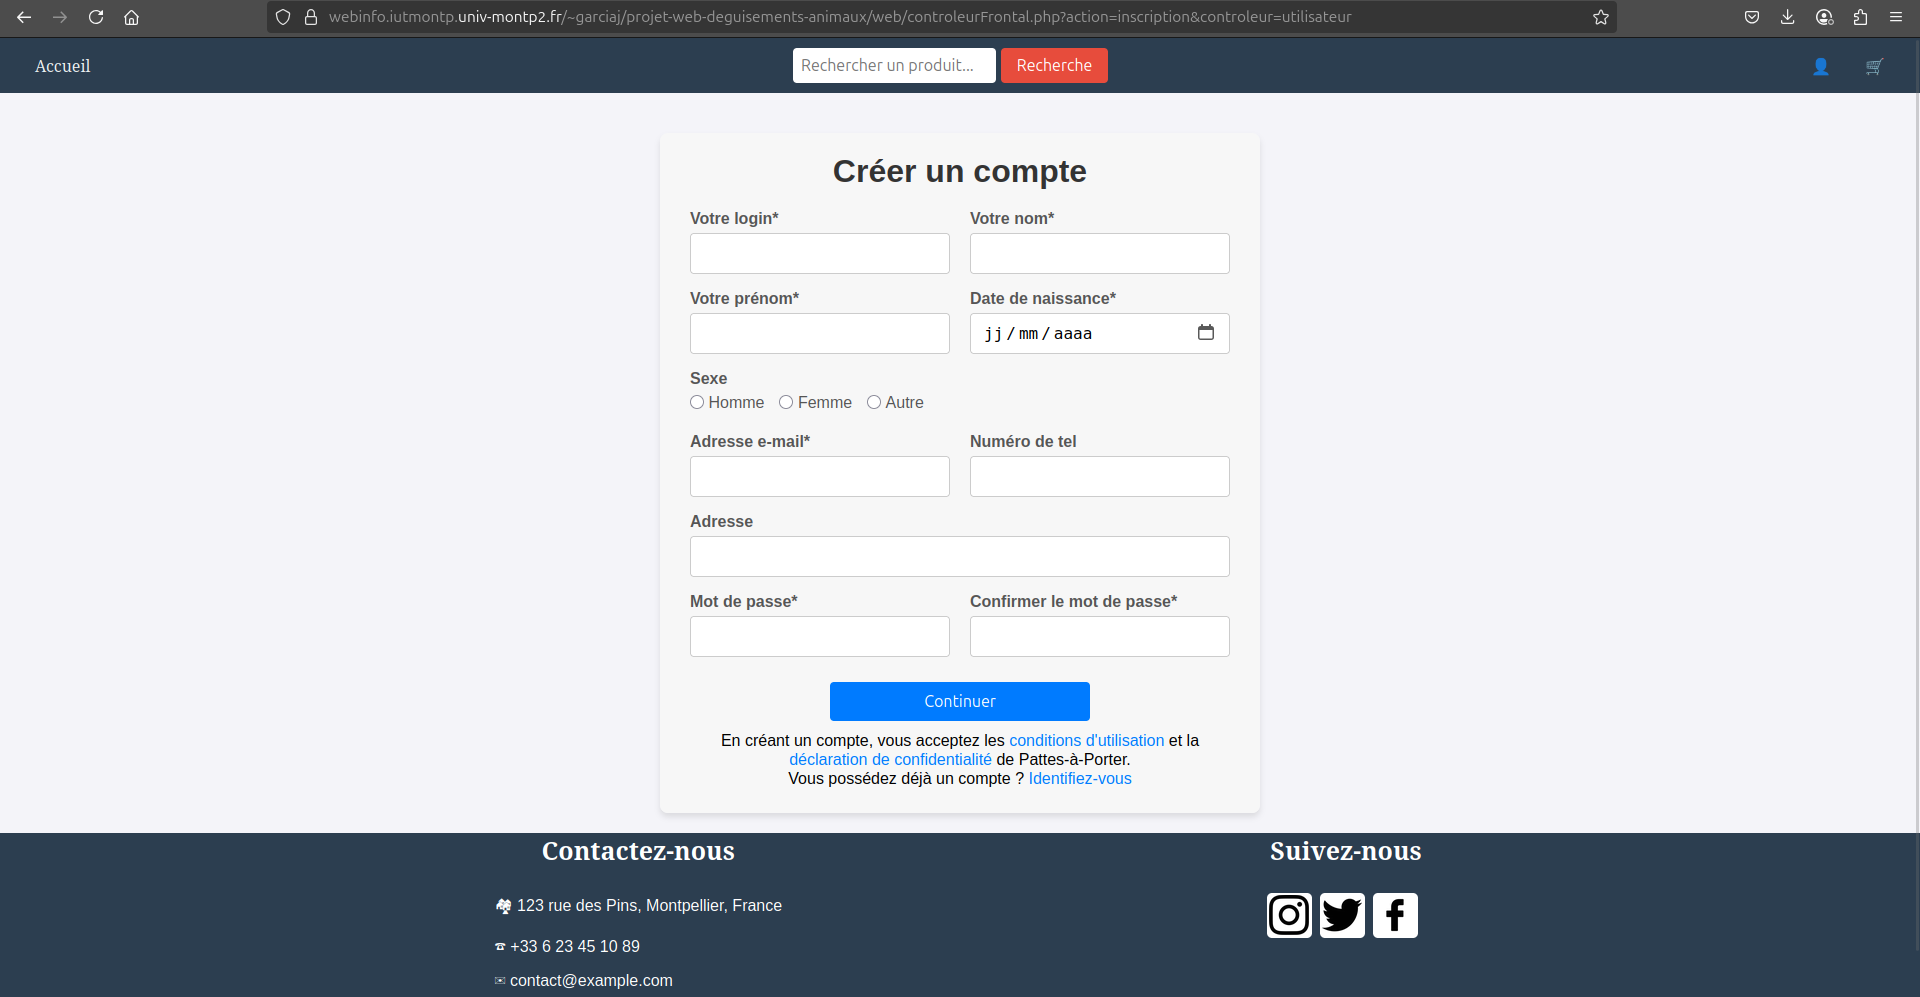 webinfo.iutmontp.univ-montp2.fr/~garciaj/projet-web-deguisements-animaux/web/controleurFrontal.php?action=inscription&controleur=utilisateur
Accueil
Rechercher un produit...
Recherche
Créer un compte
Votre login*
Votre nom*
Votre prénom*
Date de naissance*
jj/mm/aaaa
Sexe
Homme Femme Autre
Adresse e-mail*
Numéro de tel
Adresse
Mot de passe*
Confirmer le mot de passe*
Continuer
En créant un compte, vous acceptez les conditions d'utilisation et la
déclaration de confidentialité de Pattes-à-Porter.
Vous possédez déjà un compte ? Identifiez-vous
Contactez-nous
123 rue des Pins, Montpellier, France
+33 6 23 45 10 89
contact@example.com
Suivez-nous